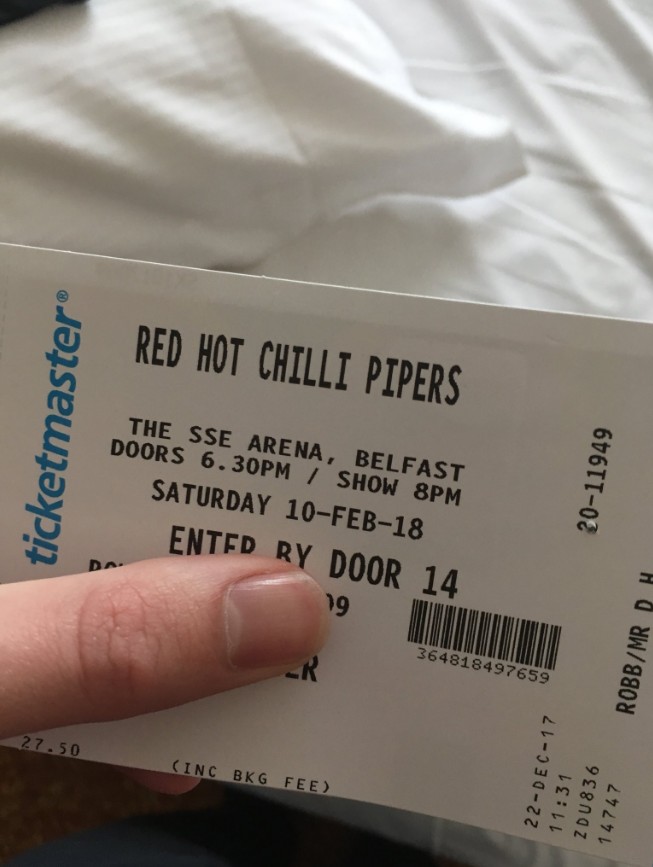 ticketmaster®
RED HOT CHILLI PIPERS
THE SSE ARENA, BELFAST
DOORS 6.30PM / SHOW 8PM
SATURDAY 10-FEB-18
ENTER BY DOOR 14
364818497659
27.50
(INC BKG FEE)
20-11949
22-DEC-17
11:31
ZDU836
14747
ROBB/MR D H